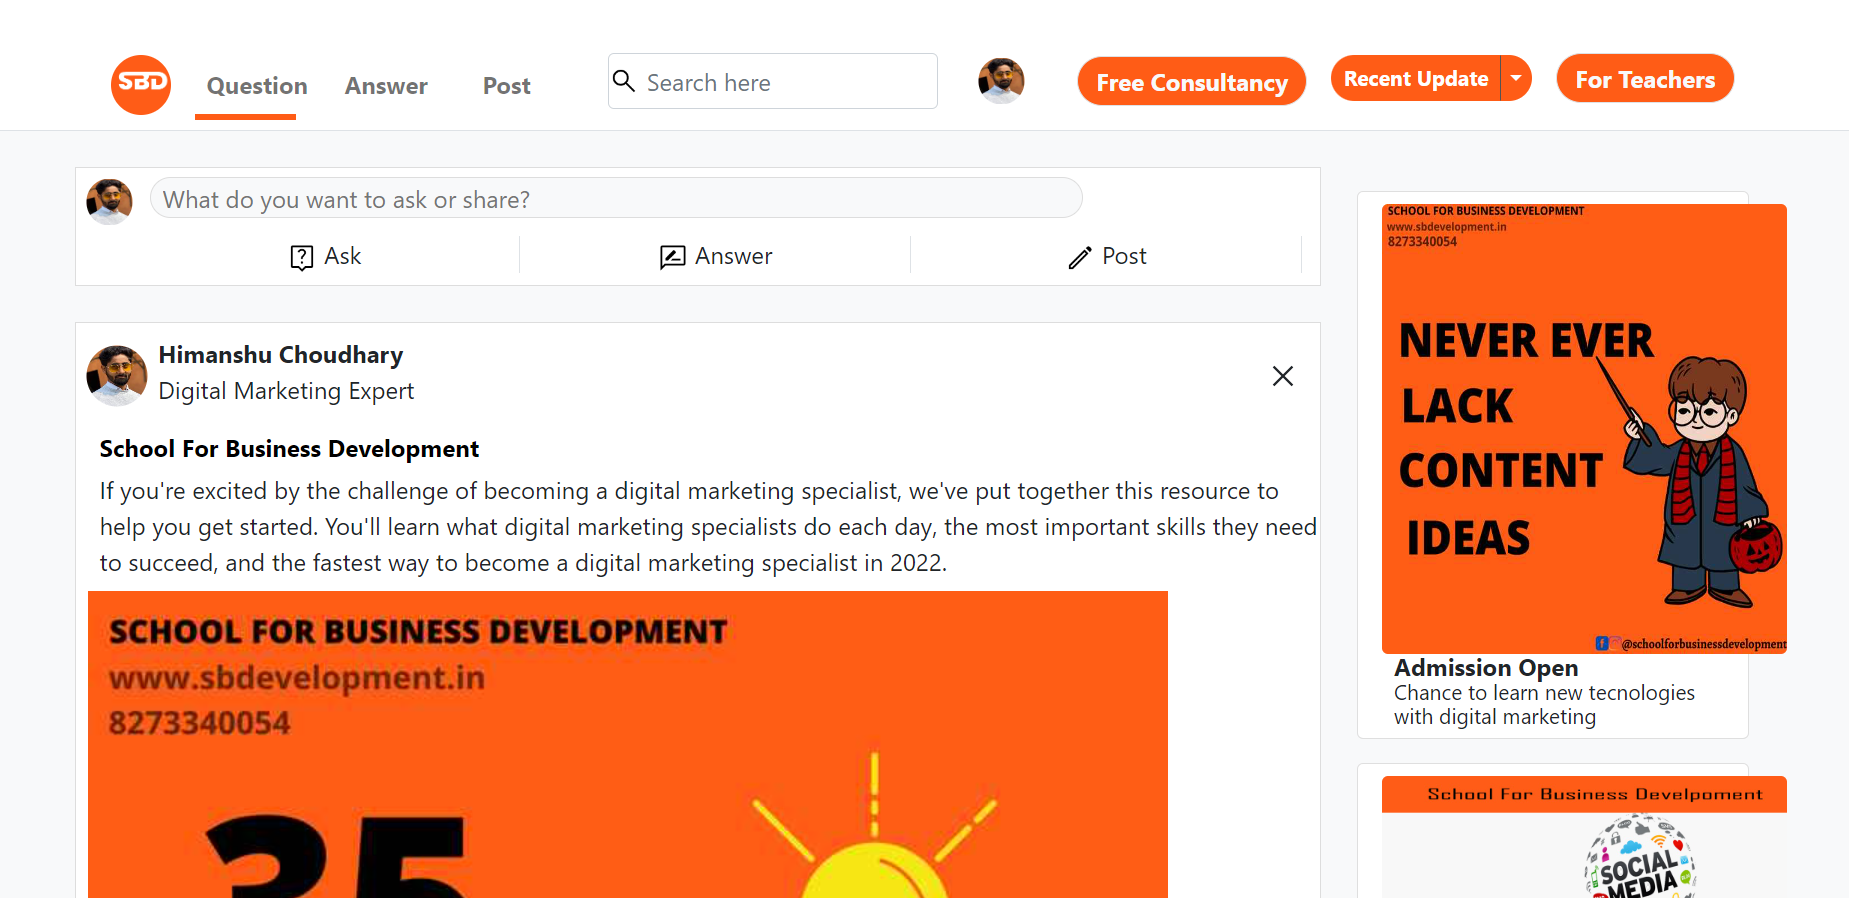 SBD
Question
Answer
Post
Search here
Free Consultancy
Recent Update
For Teachers
What do you want to ask or share?
Ask
Answer
Post
Himanshu Choudhary
Digital Marketing Expert
School For Business Development
If you're excited by the challenge of becoming a digital marketing specialist, we've put together this resource to
help you get started. You'll learn what digital marketing specialists do each day, the most important skills they need
to succeed, and the fastest way to become a digital marketing specialist in 2022.
SCHOOL FOR BUSINESS DEVELOPMENT
www.sbdevelopment.in
8273340054
35
SCHOOL FOR BUSINESS DEVELOPMENT
www.sbdevelopment.in
8273340054
NEVER EVER
LACK
CONTENT
IDEAS
@schoolforbusinessdevelopment
Admission Open
Chance to learn new tecnologies
with digital marketing
School For Business Develpoment
SOCIAL
MEDIA